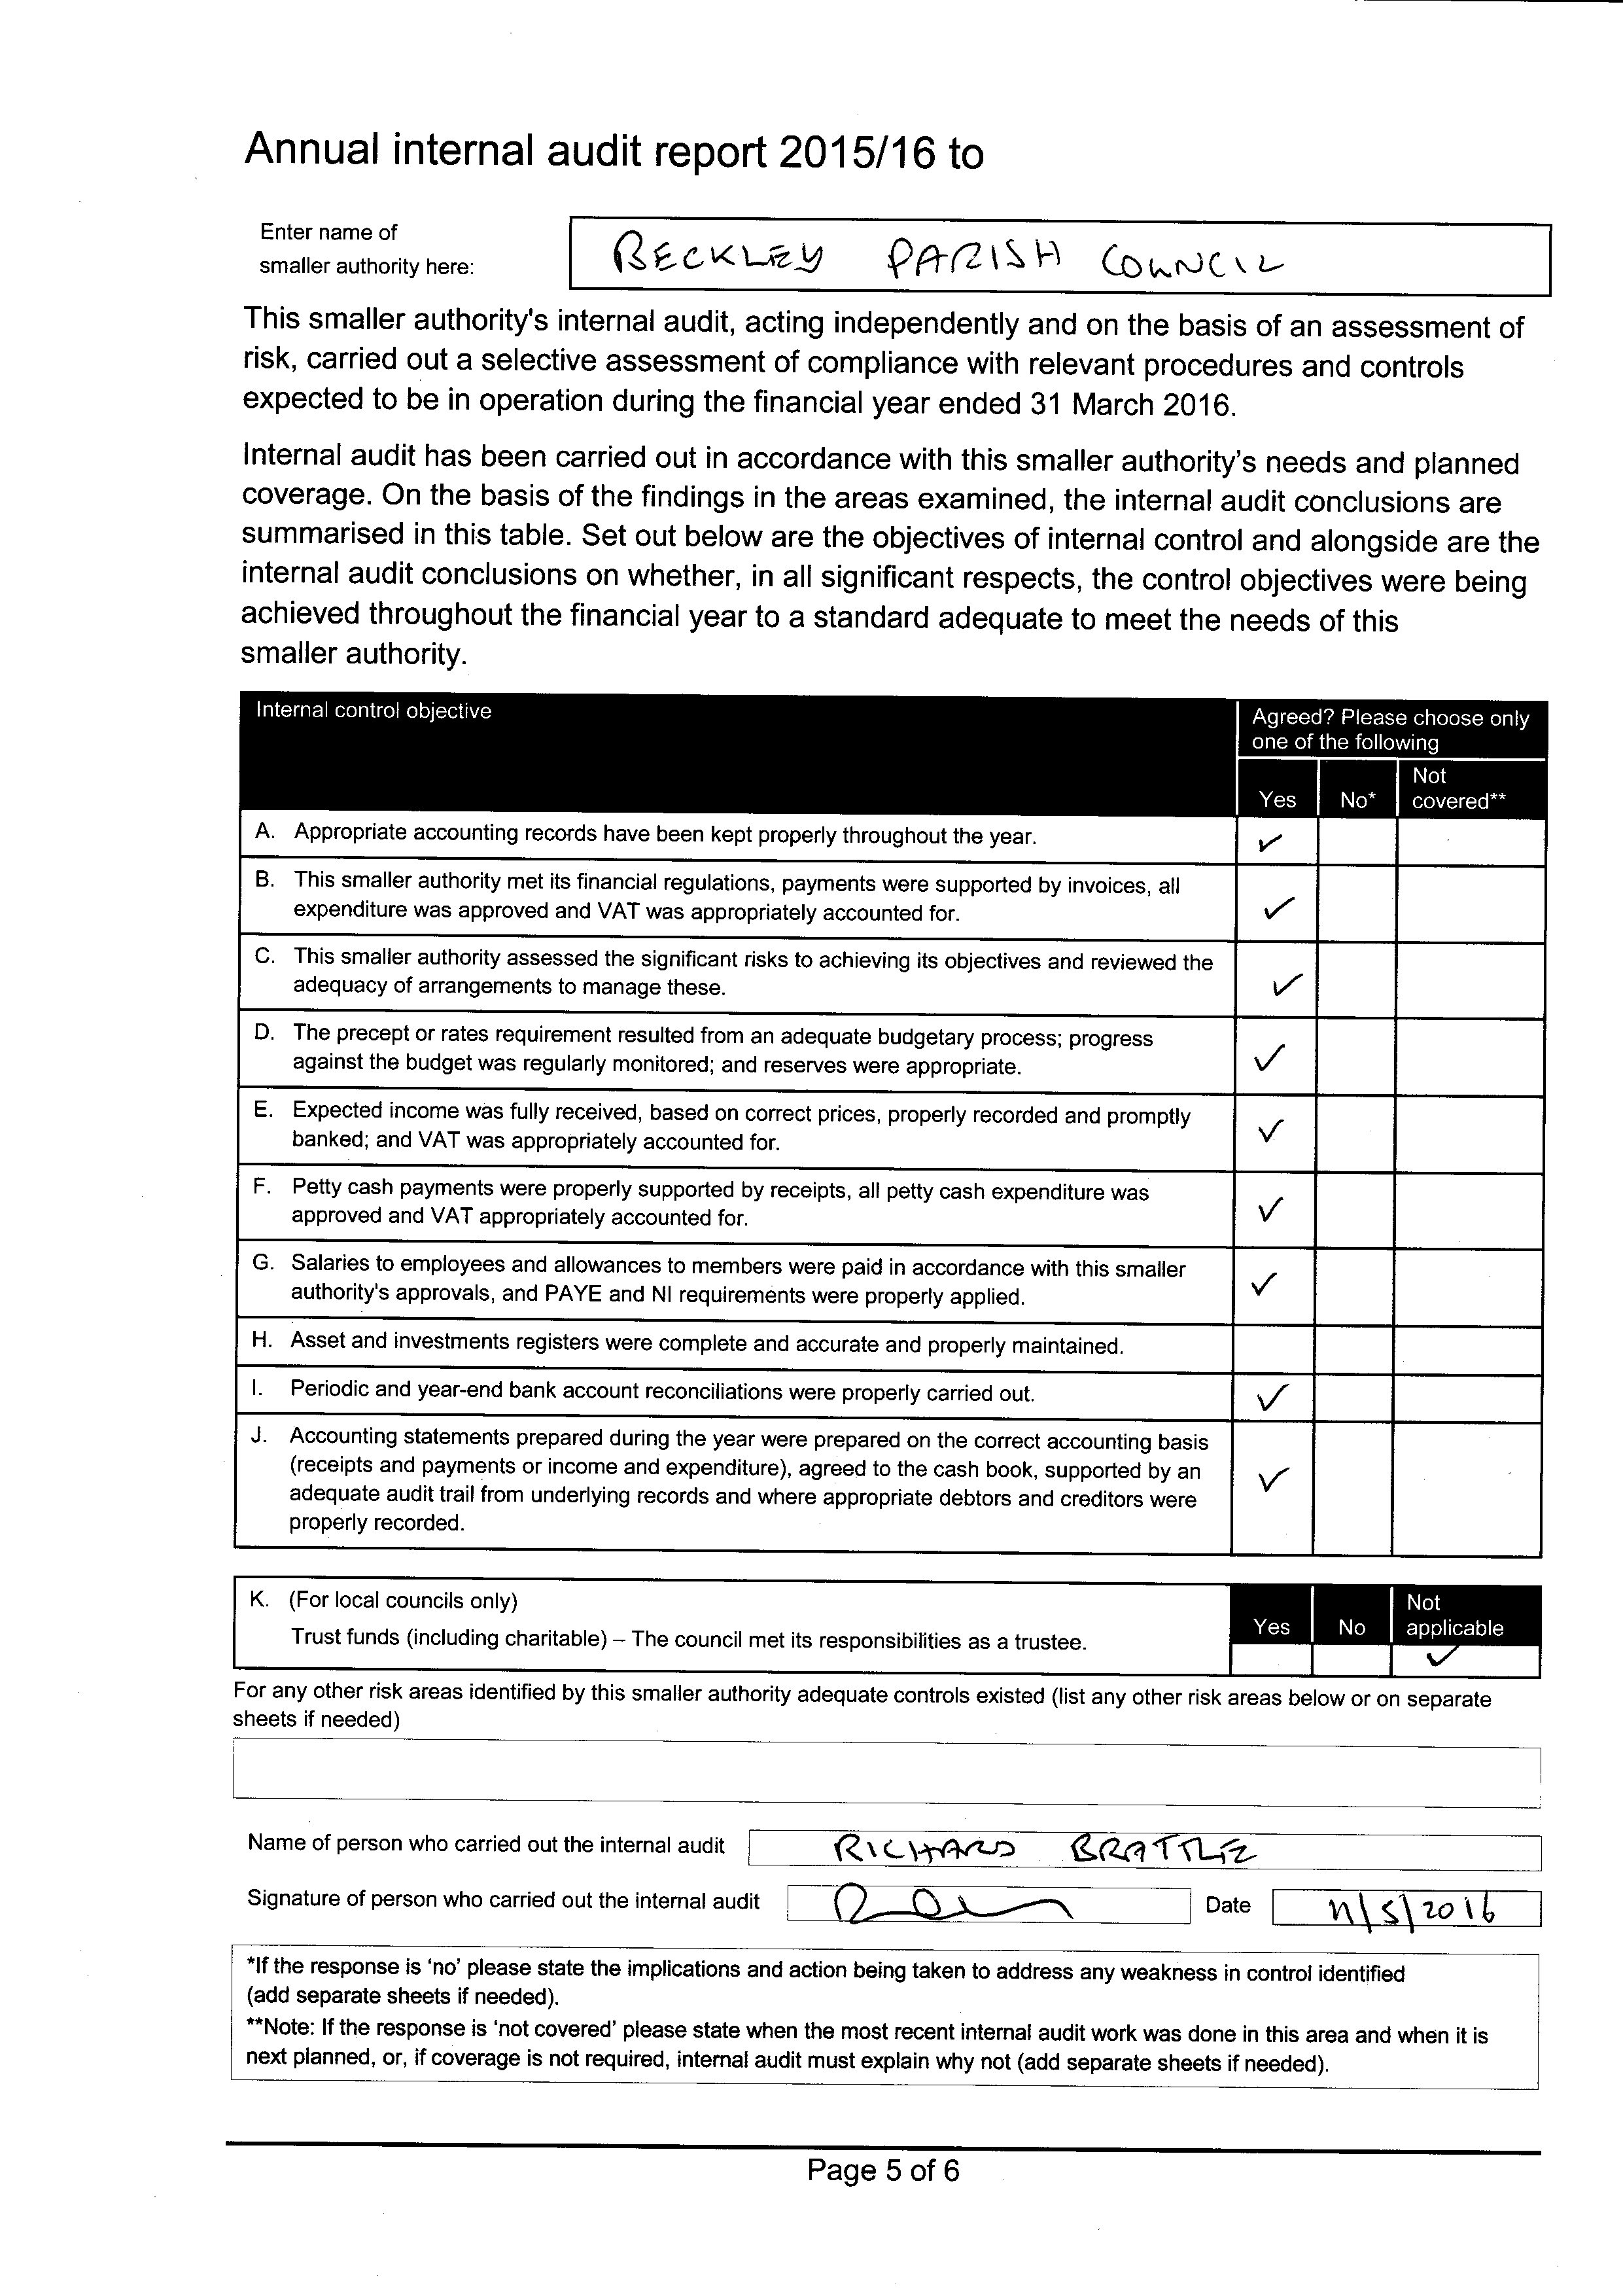 Annual internal audit report 2015/16 to
Enter name of
smaller authority here:
BECKLEY PARISH COUNCIL
This smaller authority's internal audit, acting independently and on the basis of an assessment of
risk, carried out a selective assessment of compliance with relevant procedures and controls
expected to be in operation during the financial year ended 31 March 2016.
Internal audit has been carried out in accordance with this smaller authority's needs and planned
coverage. On the basis of the findings in the areas examined, the internal audit conclusions are
summarised in this table. Set out below are the objectives of internal control and alongside are the
internal audit conclusions on whether, in all significant respects, the control objectives were being
achieved throughout the financial year to a standard adequate to meet the needs of this
smaller authority.
Internal control objective
Agreed? Please choose only
one of the following
Yes No* Not
covered**
A. Appropriate accounting records have been kept properly throughout the year. ✓
B. This smaller authority met its financial regulations, payments were supported by invoices, all
expenditure was approved and VAT was appropriately accounted for. ✓
C. This smaller authority assessed the significant risks to achieving its objectives and reviewed the
adequacy of arrangements to manage these. ✓
D. The precept or rates requirement resulted from an adequate budgetary process; progress
against the budget was regularly monitored; and reserves were appropriate. ✓
E. Expected income was fully received, based on correct prices, properly recorded and promptly
banked; and VAT was appropriately accounted for. ✓
F. Petty cash payments were properly supported by receipts, all petty cash expenditure was
approved and VAT appropriately accounted for. ✓
G. Salaries to employees and allowances to members were paid in accordance with this smaller
authority's approvals, and PAYE and NI requirements were properly applied. ✓
H. Asset and investments registers were complete and accurate and properly maintained.
I. Periodic and year-end bank account reconciliations were properly carried out. ✓
J. Accounting statements prepared during the year were prepared on the correct accounting basis
(receipts and payments or income and expenditure), agreed to the cash book, supported by an
adequate audit trail from underlying records and where appropriate debtors and creditors were
properly recorded. ✓
K. (For local councils only)
Trust funds (including charitable) – The council met its responsibilities as a trustee.
Yes No Not
applicable
✓
For any other risk areas identified by this smaller authority adequate controls existed (list any other risk areas below or on separate
sheets if needed)
Name of person who carried out the internal audit RICHARD BRATTLE
Signature of person who carried out the internal audit
Date 11/5/2016
*If the response is 'no' please state the implications and action being taken to address any weakness in control identified
(add separate sheets if needed).
**Note: If the response is 'not covered' please state when the most recent internal audit work was done in this area and when it is
next planned, or, if coverage is not required, internal audit must explain why not (add separate sheets if needed).
Page 5 of 6